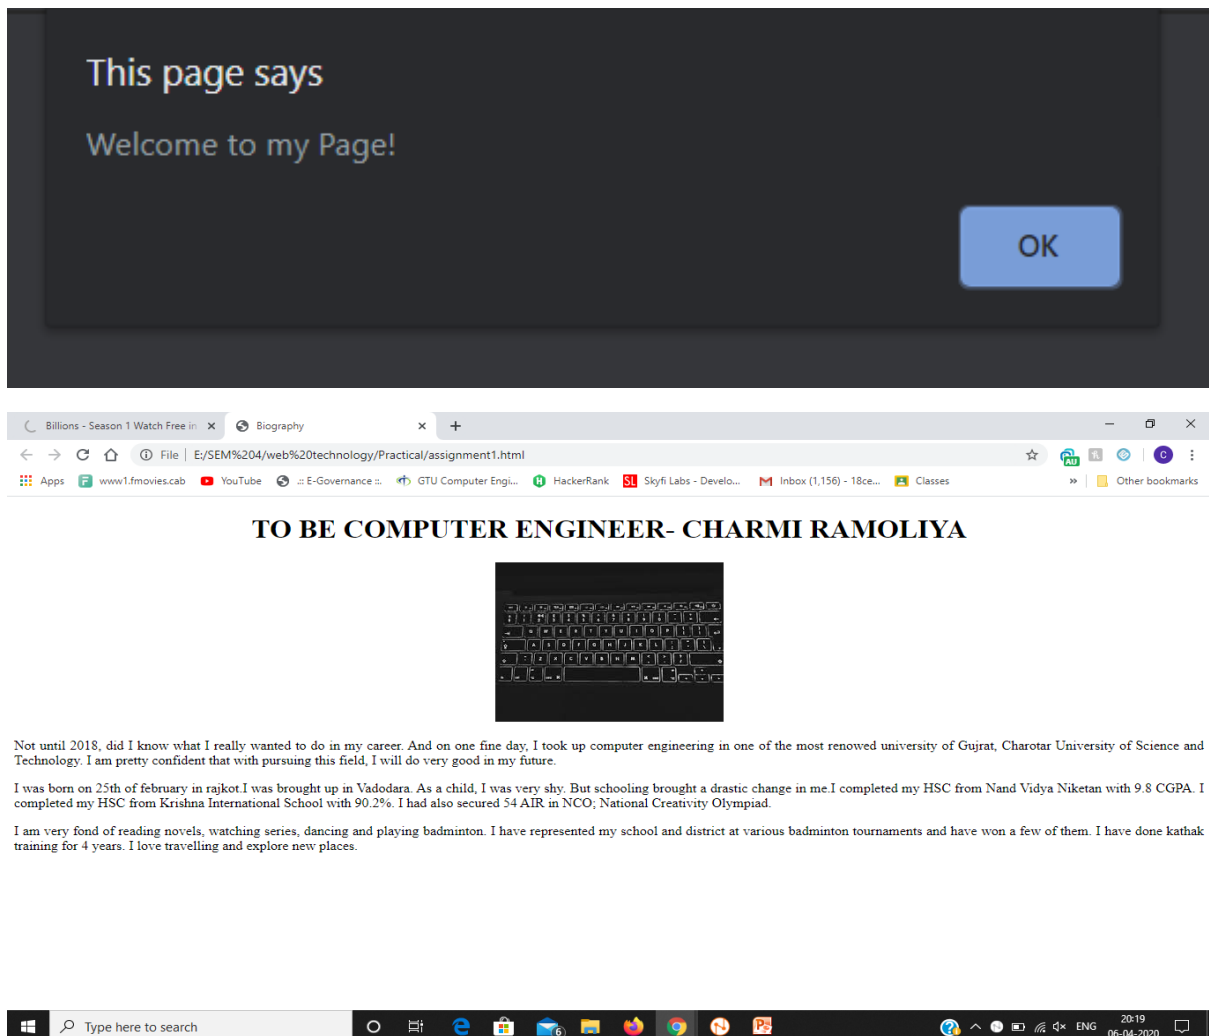 This page says
Welcome to my Page!
OK
Billions - Season 1 Watch Free in
Biography
File | E:/SEM%204/web%20technology/Practical/assignment1.html
Apps www1.fmovies.cab YouTube .:: E-Governance ::. GTU Computer Engi... HackerRank SL Skyfi Labs - Develo... Inbox (1,156) - 18ce... Classes » Other bookmarks
TO BE COMPUTER ENGINEER- CHARMI RAMOLIYA
Not until 2018, did I know what I really wanted to do in my career. And on one fine day, I took up computer engineering in one of the most renowed university of Gujrat, Charotar University of Science and
Technology. I am pretty confident that with pursuing this field, I will do very good in my future.
I was born on 25th of february in rajkot.I was brought up in Vadodara. As a child, I was very shy. But schooling brought a drastic change in me.I completed my HSC from Nand Vidya Niketan with 9.8 CGPA. I
completed my HSC from Krishna International School with 90.2%. I had also secured 54 AIR in NCO; National Creativity Olympiad.
I am very fond of reading novels, watching series, dancing and playing badminton. I have represented my school and district at various badminton tournaments and have won a few of them. I have done kathak
training for 4 years. I love travelling and explore new places.
Type here to search
ENG
20:19
06-04-2020